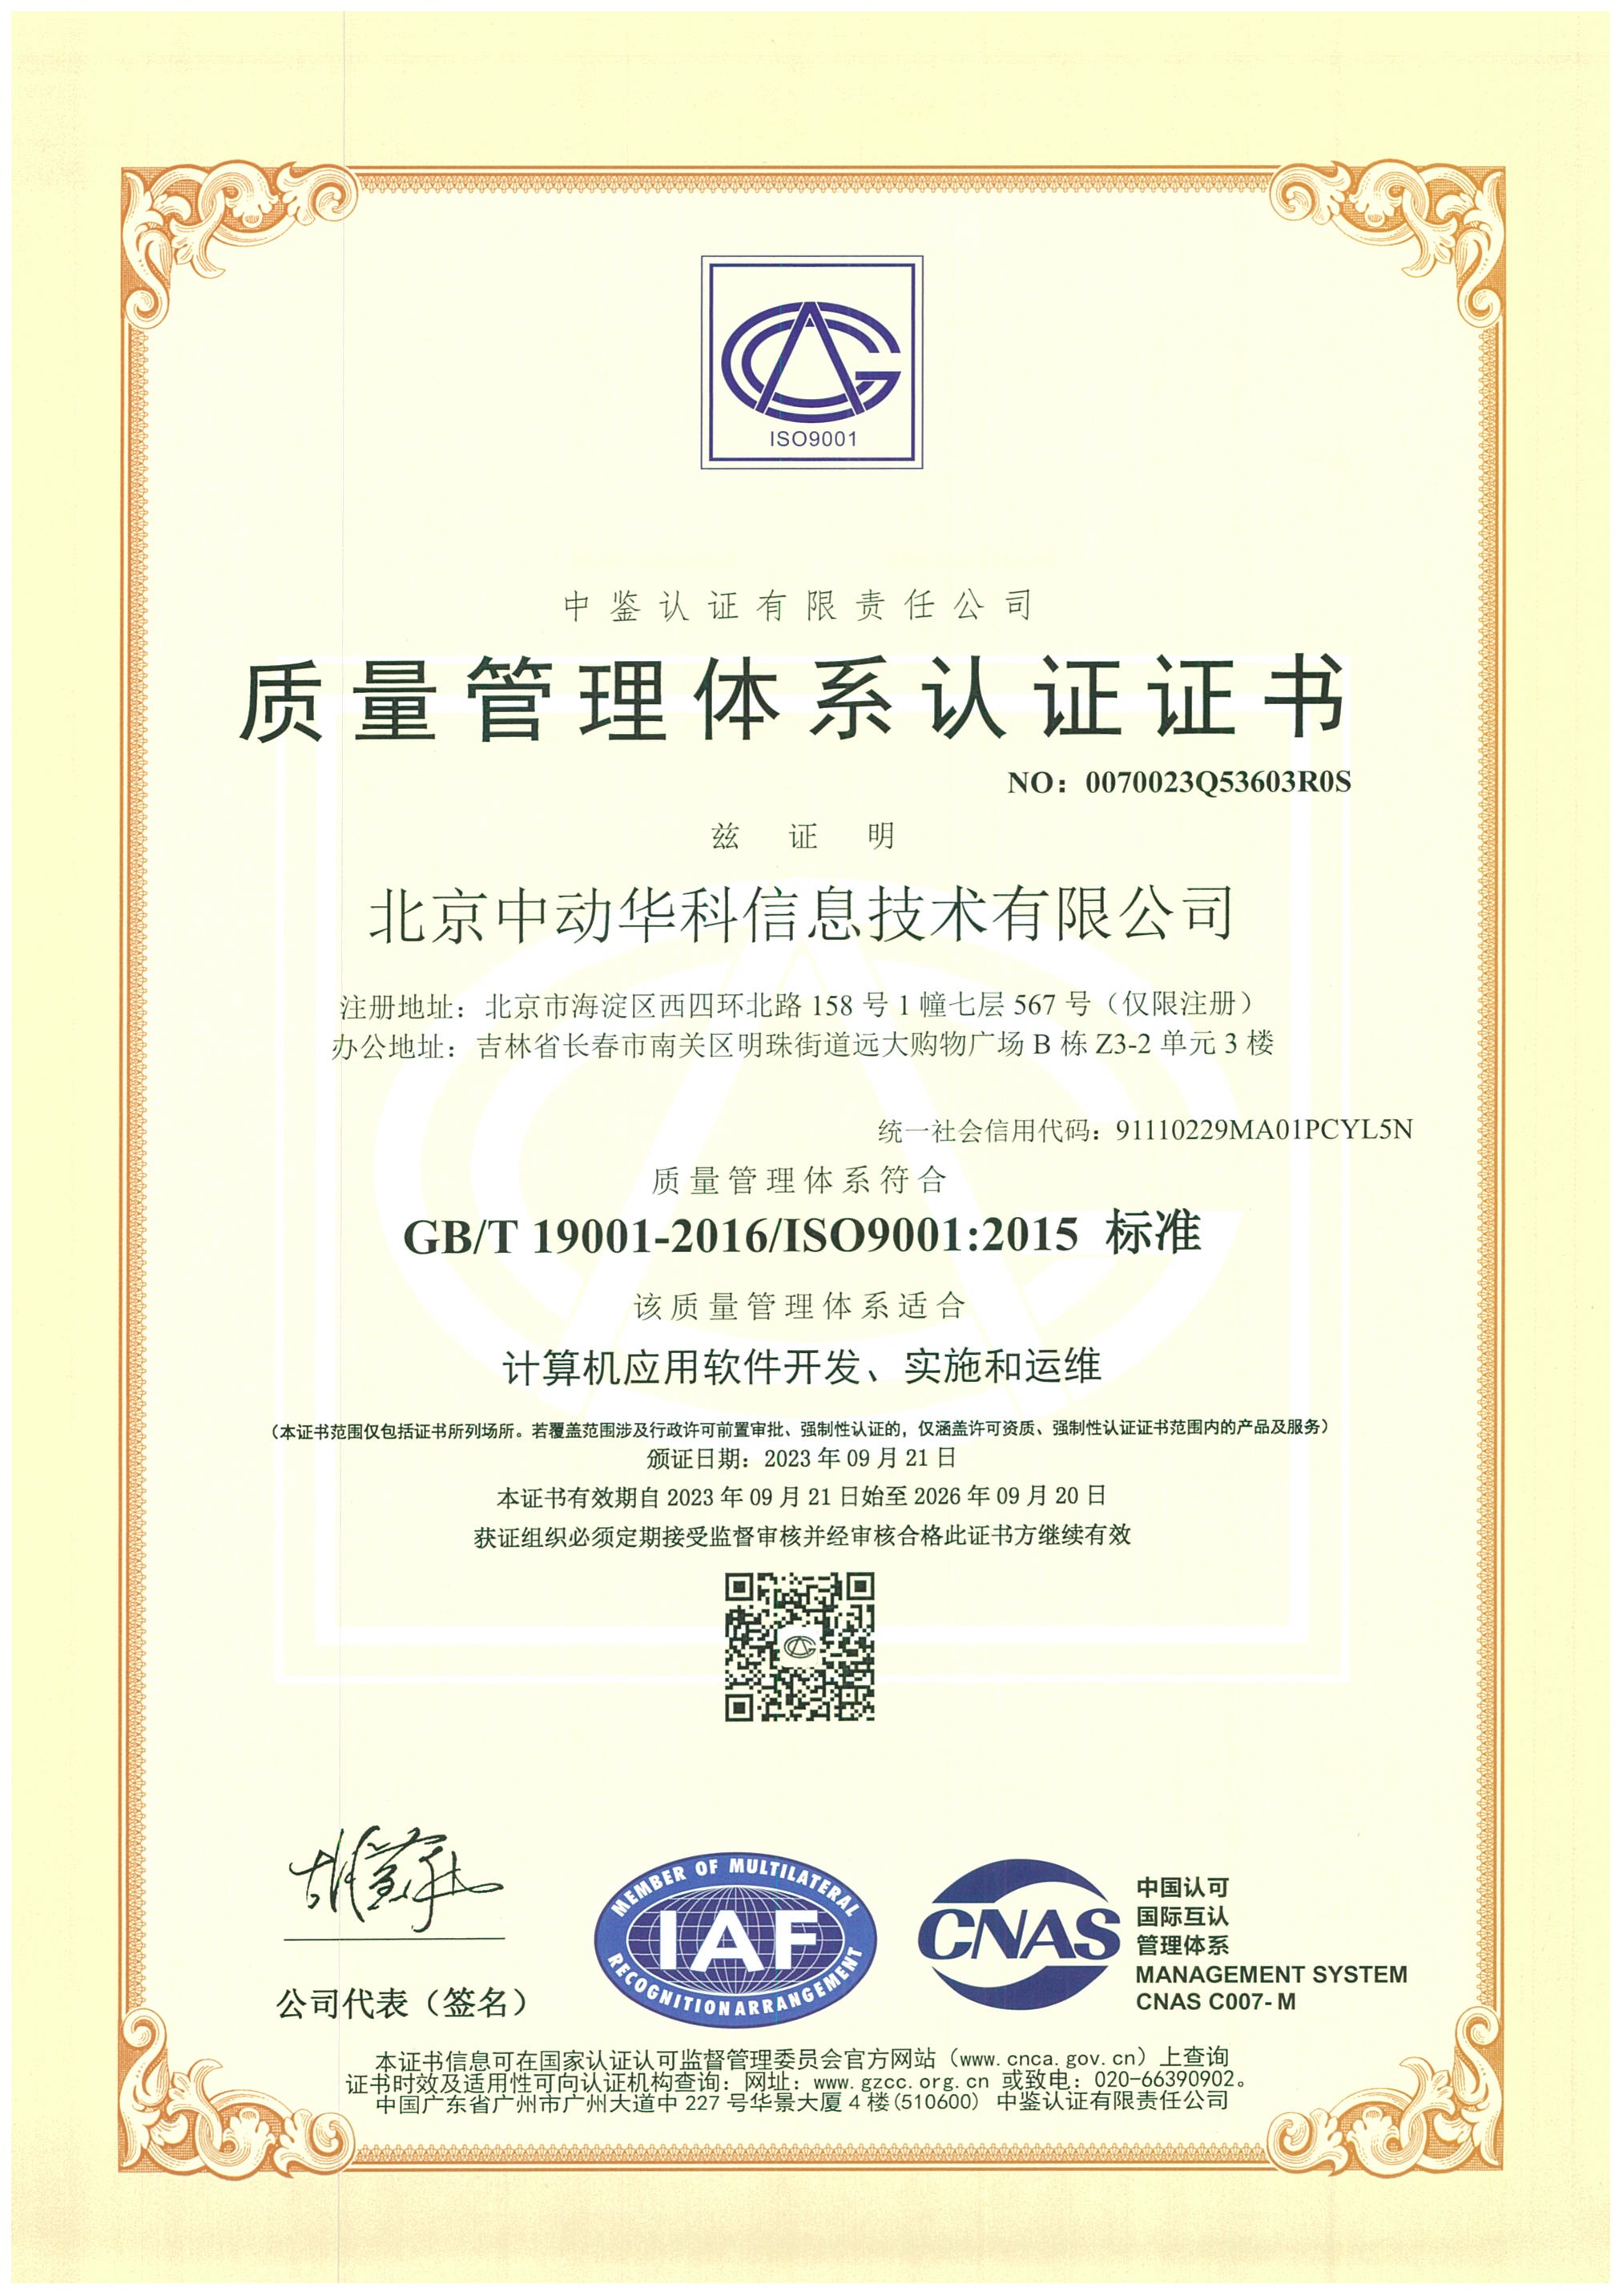 ISO9001
中鉴认证有限责任公司
质量管理体系认证证书
NO：0070023Q53603R0S
兹 证 明
北京中动华科信息技术有限公司
注册地址：北京市海淀区西四环北路 158 号 1 幢七层 567 号（仅限注册）
办公地址：吉林省长春市南关区明珠街道远大购物广场 B 栋 Z3-2 单元 3 楼
统一社会信用代码：91110229MA01PCYL5N
质量管理体系符合
GB/T 19001-2016/ISO9001:2015 标准
该质量管理体系适合
计算机应用软件开发、实施和运维
（本证书范围仅包括证书所列场所。若覆盖范围涉及行政许可前置审批、强制性认证的，仅涵盖许可资质、强制性认证证书范围内的产品及服务）
颁证日期：2023 年 09 月 21 日
本证书有效期自 2023 年 09 月 21 日始至 2026 年 09 月 20 日
获证组织必须定期接受监督审核并经审核合格此证书方继续有效
公司代表（签名）
MEMBER OF MULTILATERAL
IAF
RECOGNITION ARRANGEMENT
CNAS
中国认可
国际互认
管理体系
MANAGEMENT SYSTEM
CNAS C007-M
本证书信息可在国家认证认可监督管理委员会官方网站（www.cnca.gov.cn）上查询
证书时效及适用性可向认证机构查询：网址：www.gzcc.org.cn 或致电：020-66390902。
中国广东省广州市广州大道中 227 号华景大厦 4 楼(510600) 中鉴认证有限责任公司